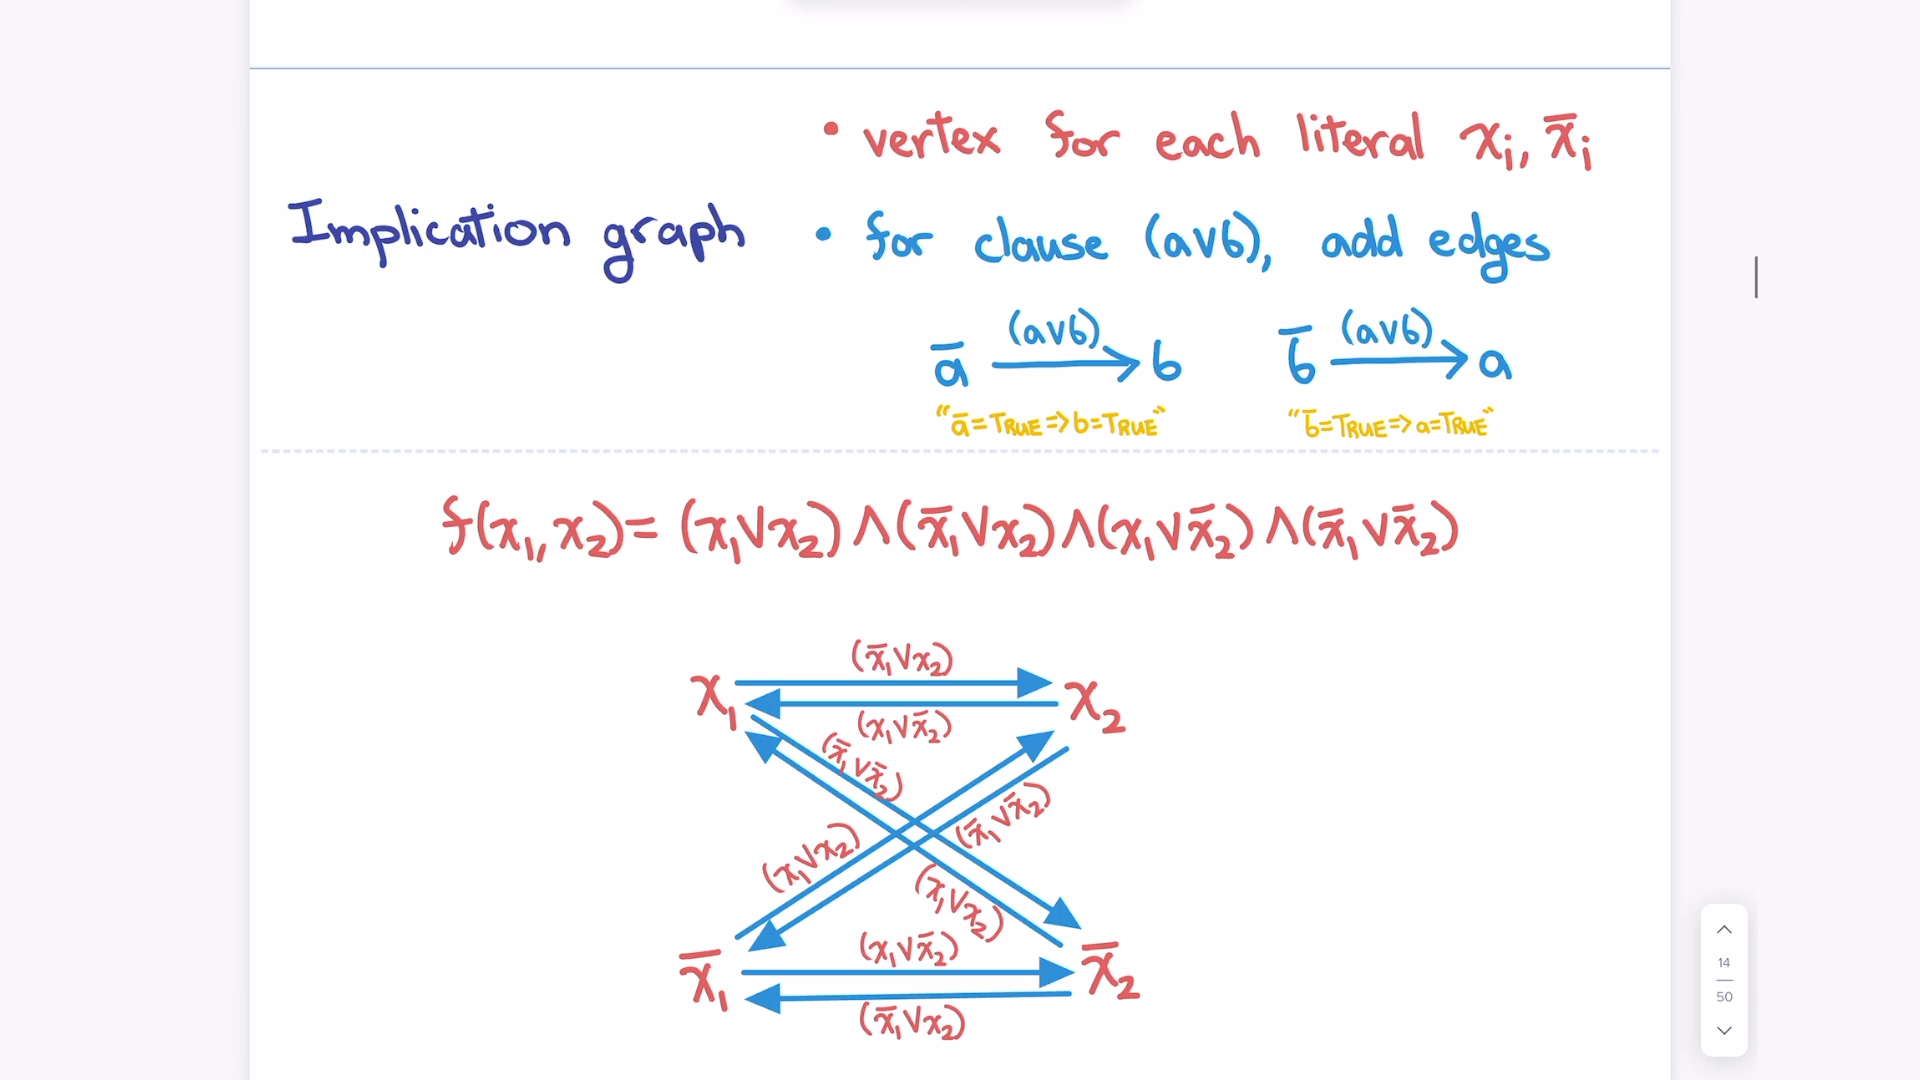 • vertex for each literal xᵢ, x̄ᵢ
Implication graph
• for clause (a∨b), add edges
(a∨b) (a∨b)
ā → b b̄ → a
"ā=TRUE=>b=TRUE" "b̄=TRUE=>a=TRUE"
f(x₁, x₂)= (x₁∨x₂) ∧ (x̄₁∨x₂) ∧ (x₁∨x̄₂) ∧ (x̄₁∨x̄₂)
(x̄₁∨x₂)
x₁ x₂
(x₁∨x̄₂)
(x̄₁∨x̄₂)
(x̄₁∨x̄₂)
(x₁∨x₂)
(x₁∨x₂)
(x₁∨x̄₂)
x̄₁ x̄₂
(x̄₁∨x₂)
14
50